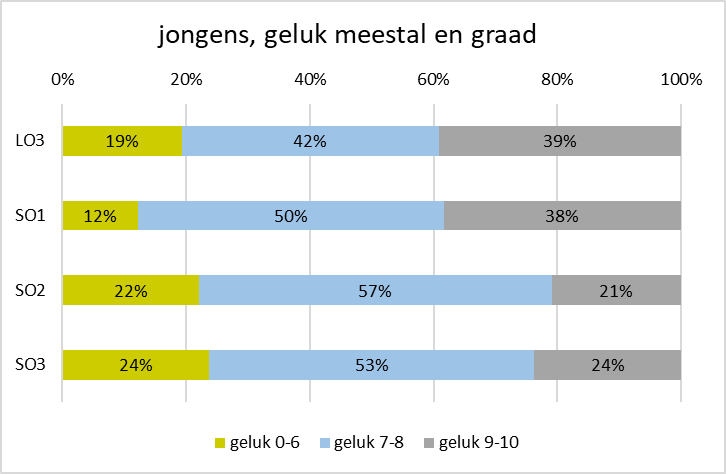 jongens, geluk meestal en graad
0% 20% 40% 60% 80% 100%
LO3 19% 42% 39%
SO1 12% 50% 38%
SO2 22% 57% 21%
SO3 24% 53% 24%
geluk 0-6 geluk 7-8 geluk 9-10